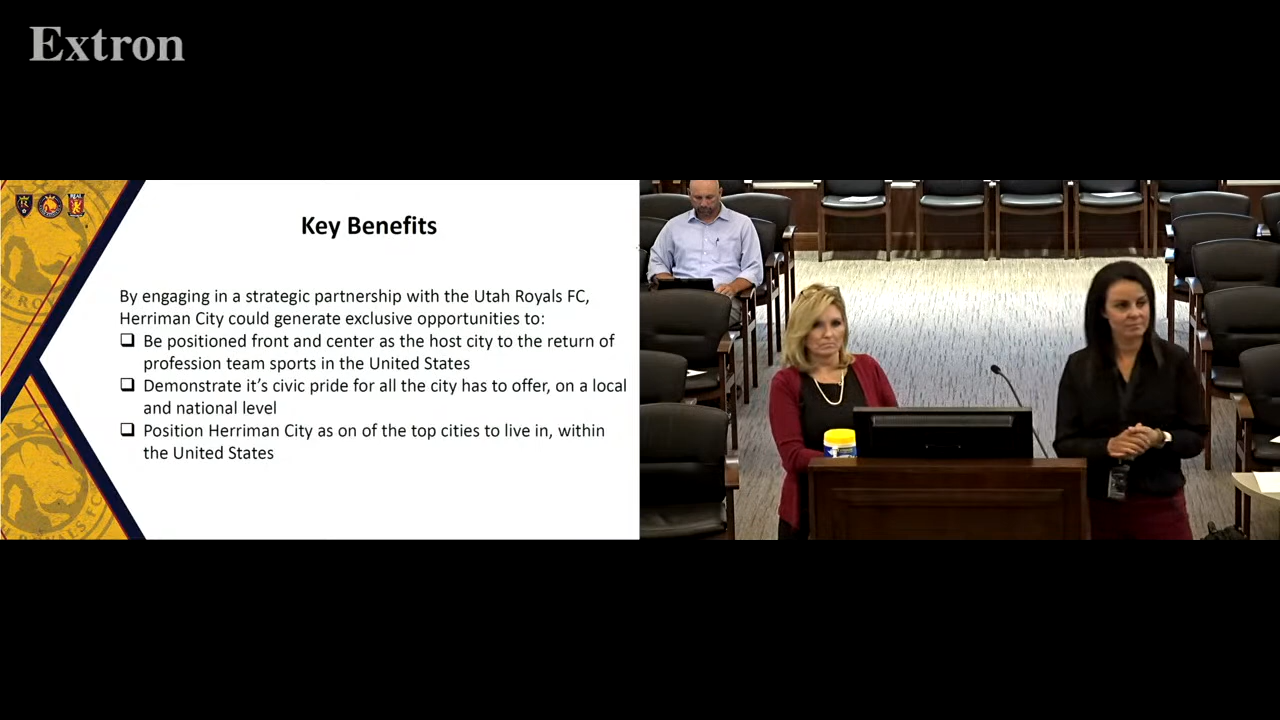 Extron
Key Benefits
By engaging in a strategic partnership with the Utah Royals FC,
Herriman City could generate exclusive opportunities to:
Be positioned front and center as the host city to the return of
profession team sports in the United States
Demonstrate it’s civic pride for all the city has to offer, on a local
and national level
Position Herriman City as on of the top cities to live in, within
the United States